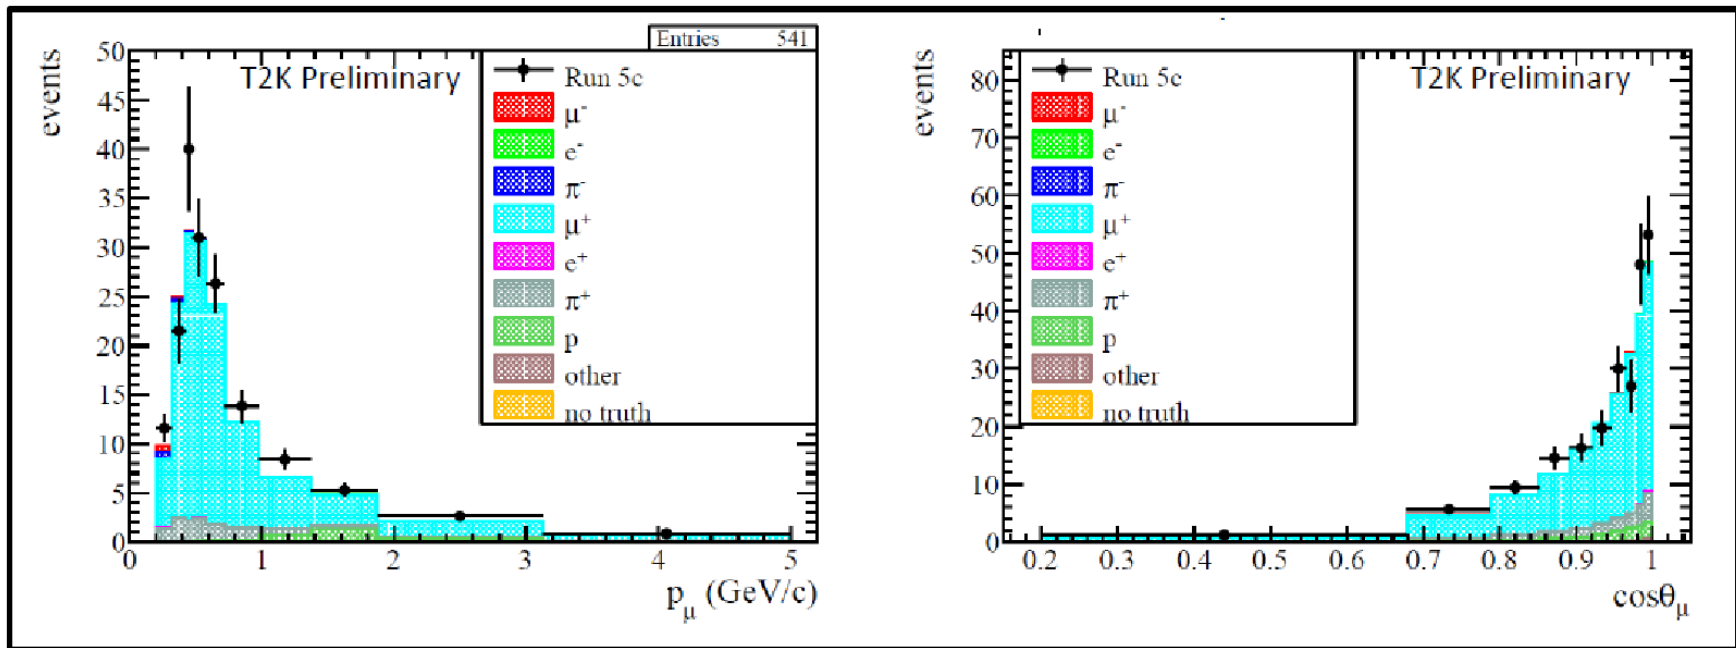 Entries 541
T2K Preliminary
events
50
45
40
35
30
25
20
15
10
5
0
Run 5c
μ⁻
e⁻
π⁻
μ⁺
e⁺
π⁺
p
other
no truth
0 1 2 3 4 5
p_μ (GeV/c)
T2K Preliminary
events
80
70
60
50
40
30
20
10
0
Run 5c
μ⁻
e⁻
π⁻
μ⁺
e⁺
π⁺
p
other
no truth
0.2 0.3 0.4 0.5 0.6 0.7 0.8 0.9 1
cosθ_μ